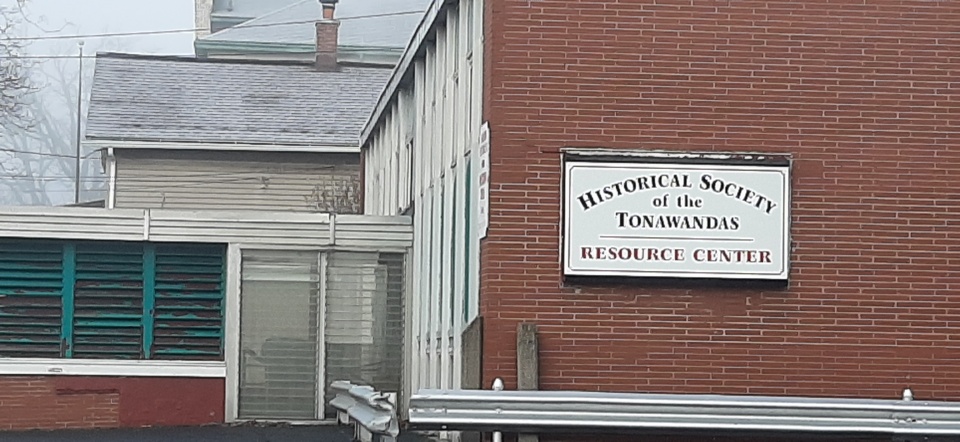 HISTORICAL SOCIETY
of the
TONAWANDAS
RESOURCE CENTER